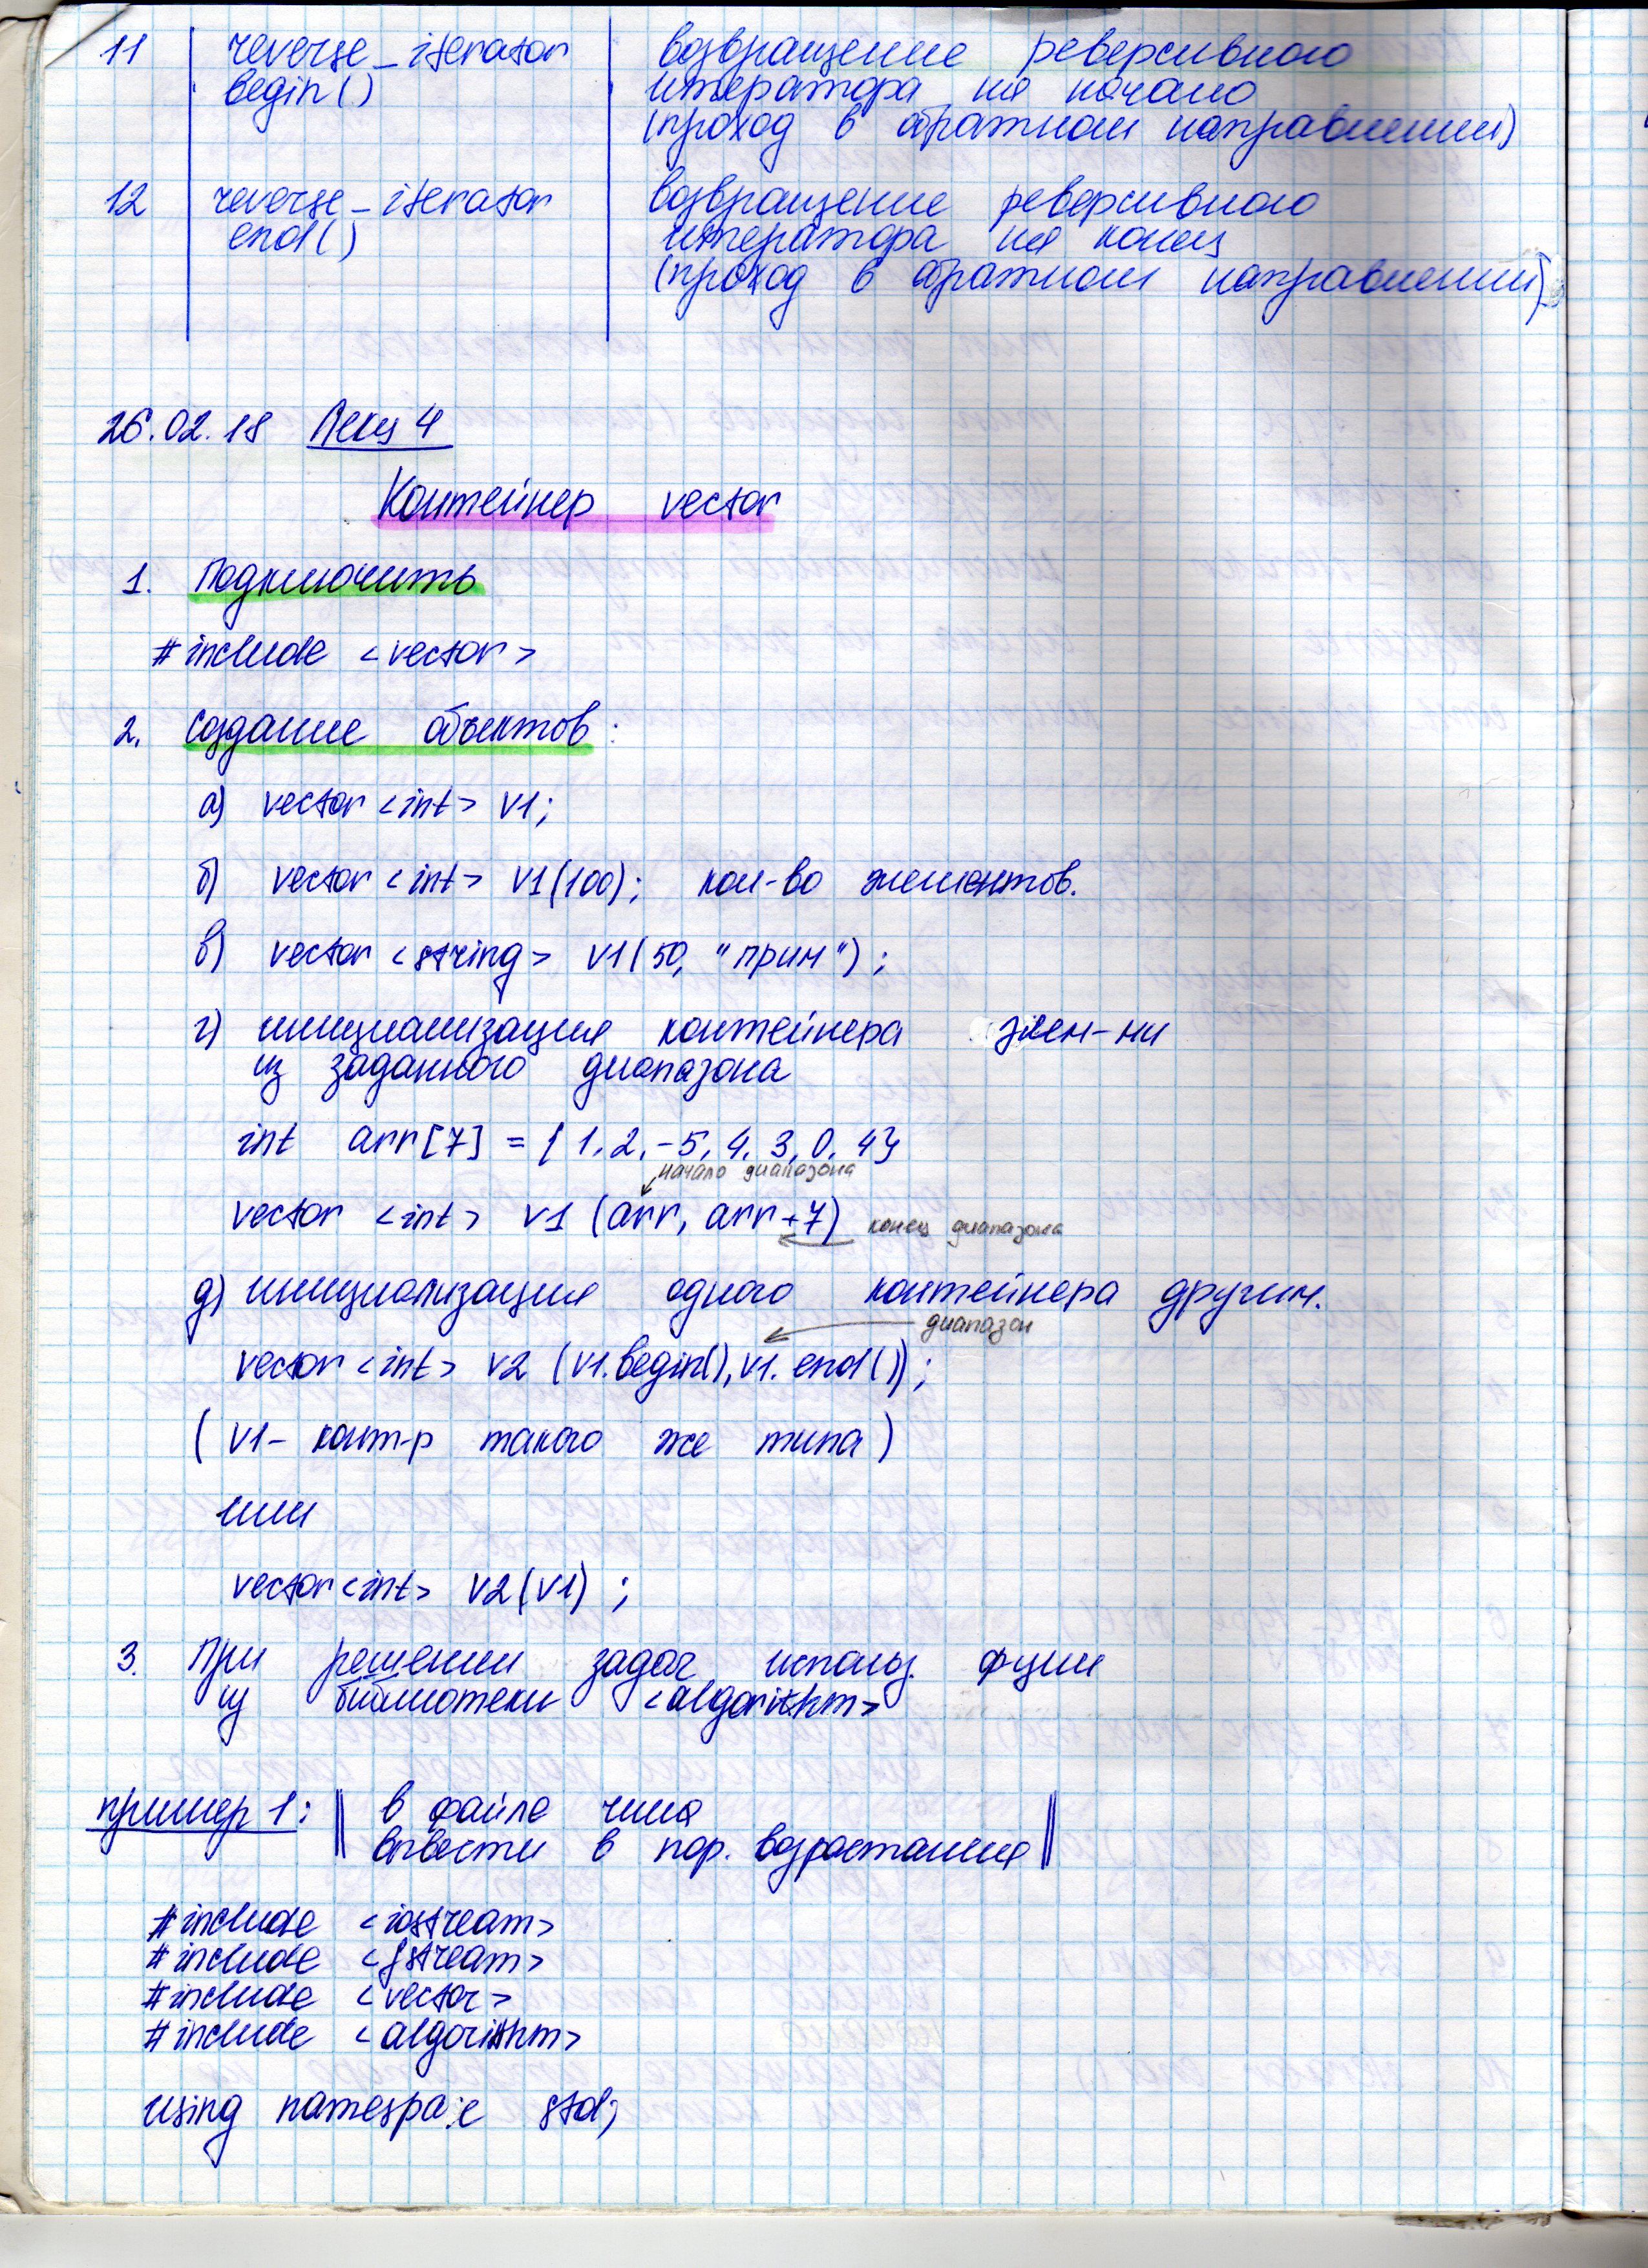 11 reverse_iterator возвращение реверсивного
begin() итератора на начало
(проход в обратном направлении)
12 reverse_iterator возвращение реверсивного
end() итератора на конец
(проход в обратном направлении)
26.02.18 Лекц 4
Контейнер vector
1. Подключить
#include <vector>
2. Создание объектов:
а) vector <int> v1;
б) vector <int> v1(100); кол-во элементов.
в) vector <string> v1(50, "прим");
г) инициализация контейнера элем-ми
из заданного диапазона
int arr[7] = {1, 2, -5, 4, 3, 0, 4}
начало диапазона
vector <int> v1 (arr, arr+7) конец диапазона
д) инициализация одного контейнера другим.
диапазон
vector <int> v2 (v1.begin(), v1.end());
(v1- конт-р такого же типа)
или
vector <int> v2(v1);
3. При решении задач использ. фции
из библиотеки <algorithm>
пример 1: || в файле числа
вывести в пор. возрастания ||
#include <iostream>
#include <fstream>
#include <vector>
#include <algorithm>
using namespace std;